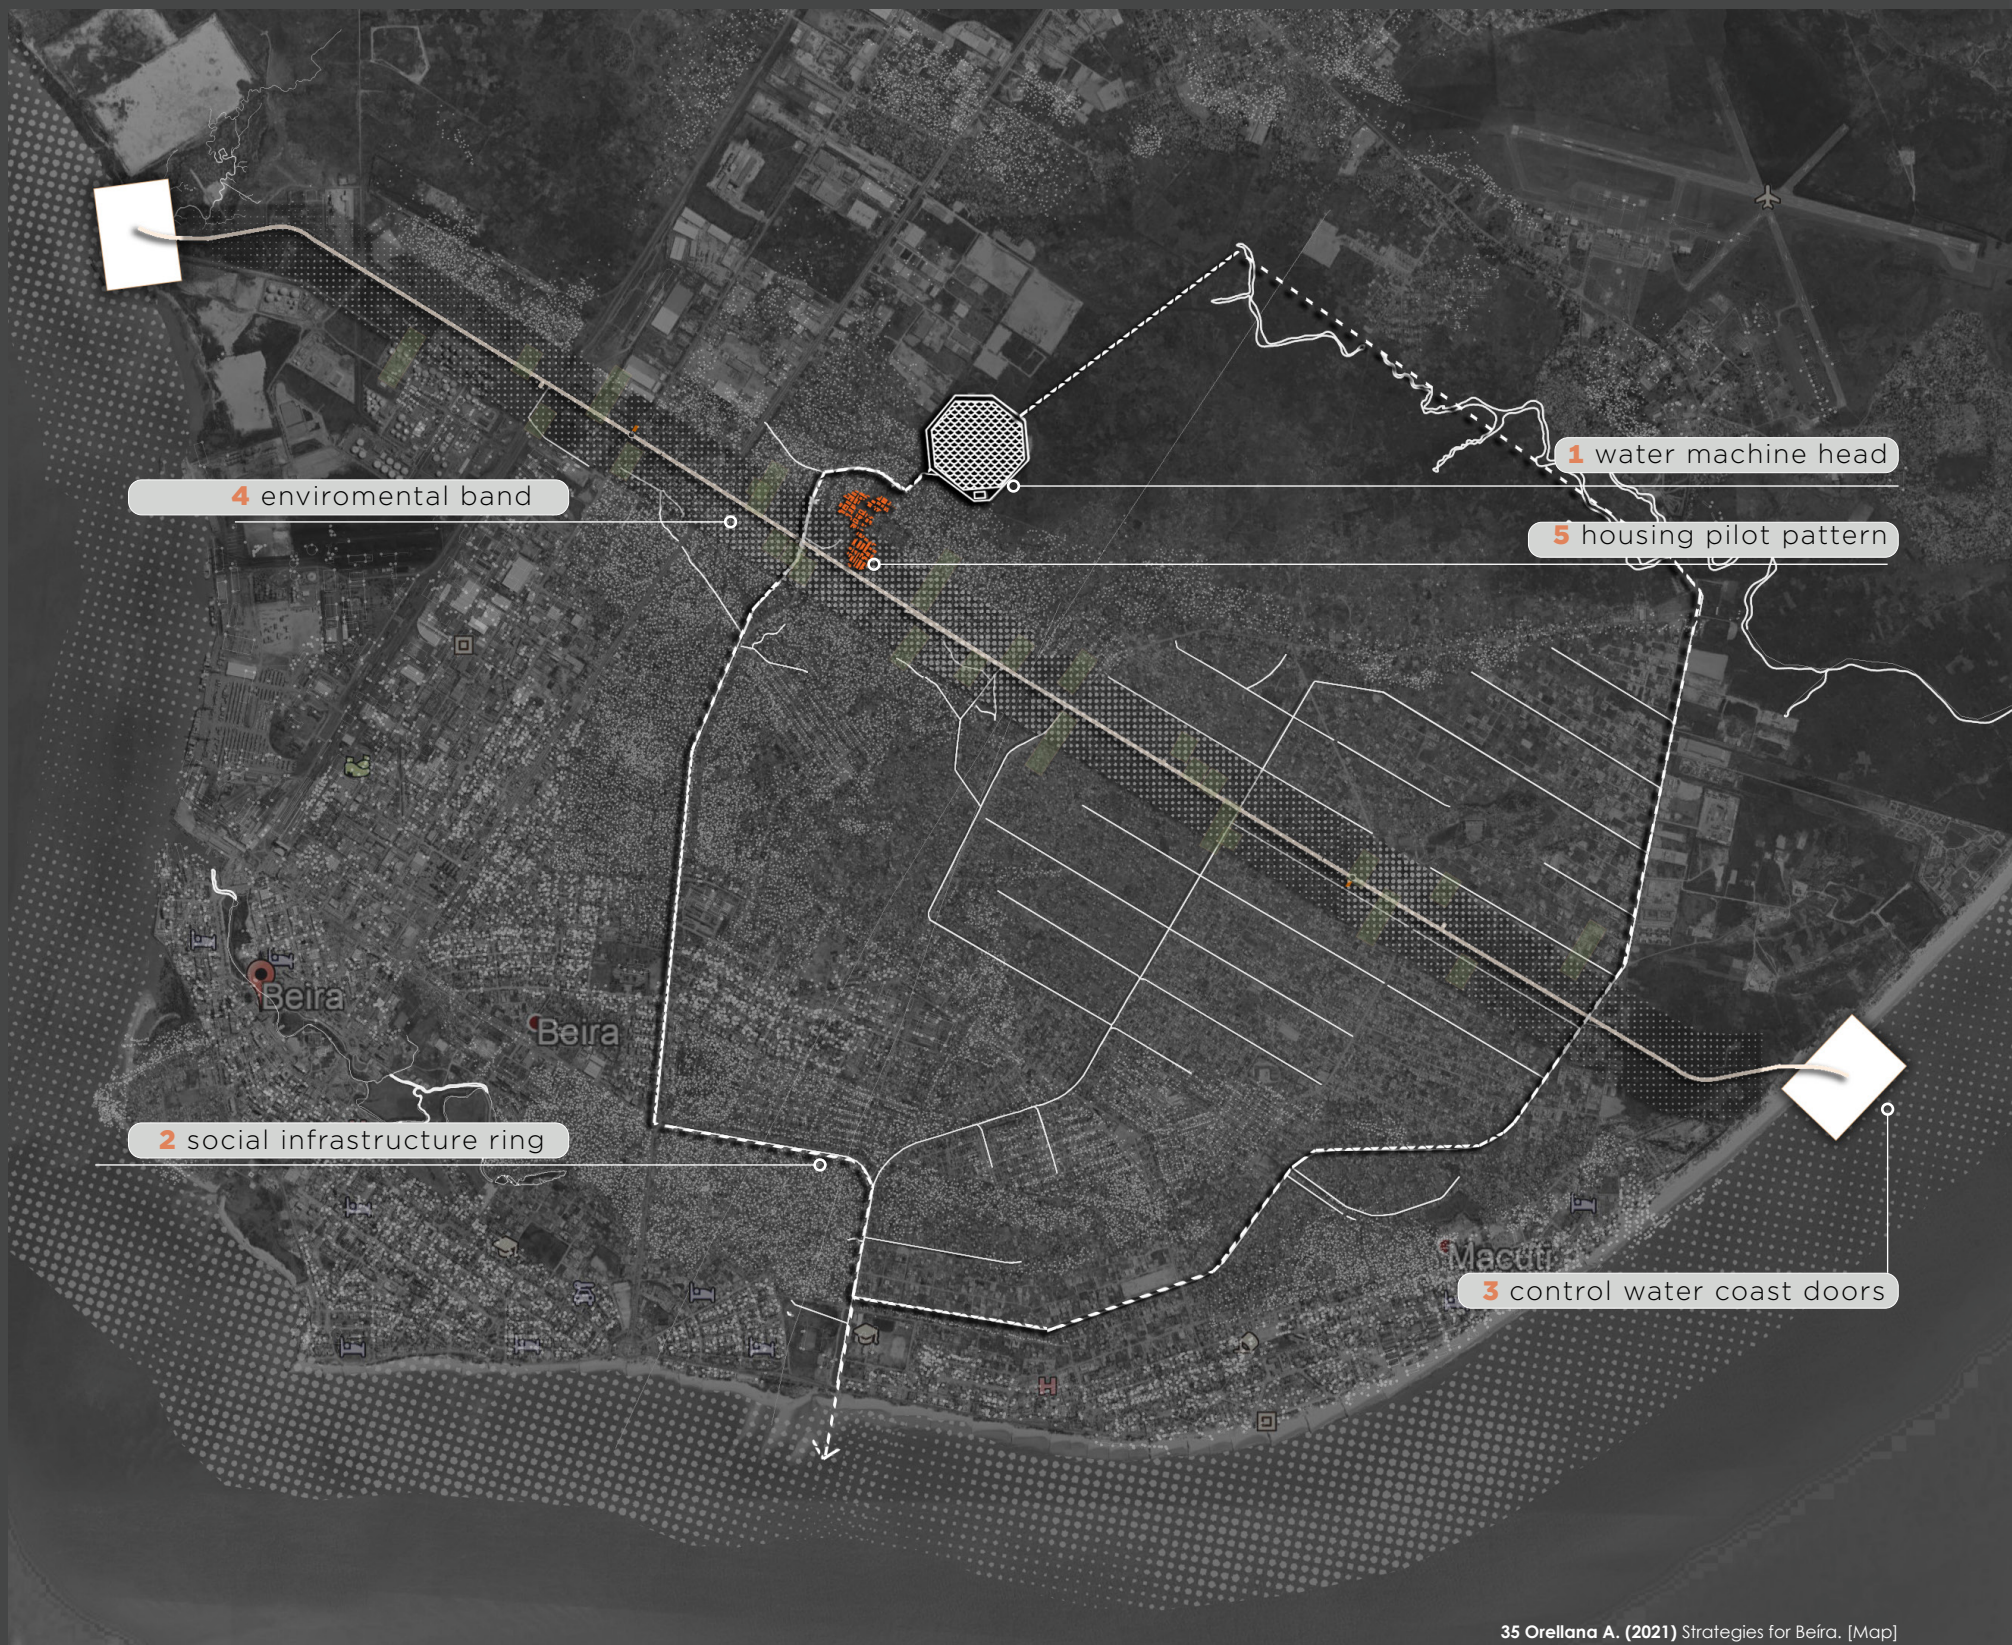 1 water machine head
4 enviromental band
5 housing pilot pattern
Beira
Beira
2 social infrastructure ring
Macuti
3 control water coast doors
35 Orellana A. (2021) Strategies for Beíra. [Map]